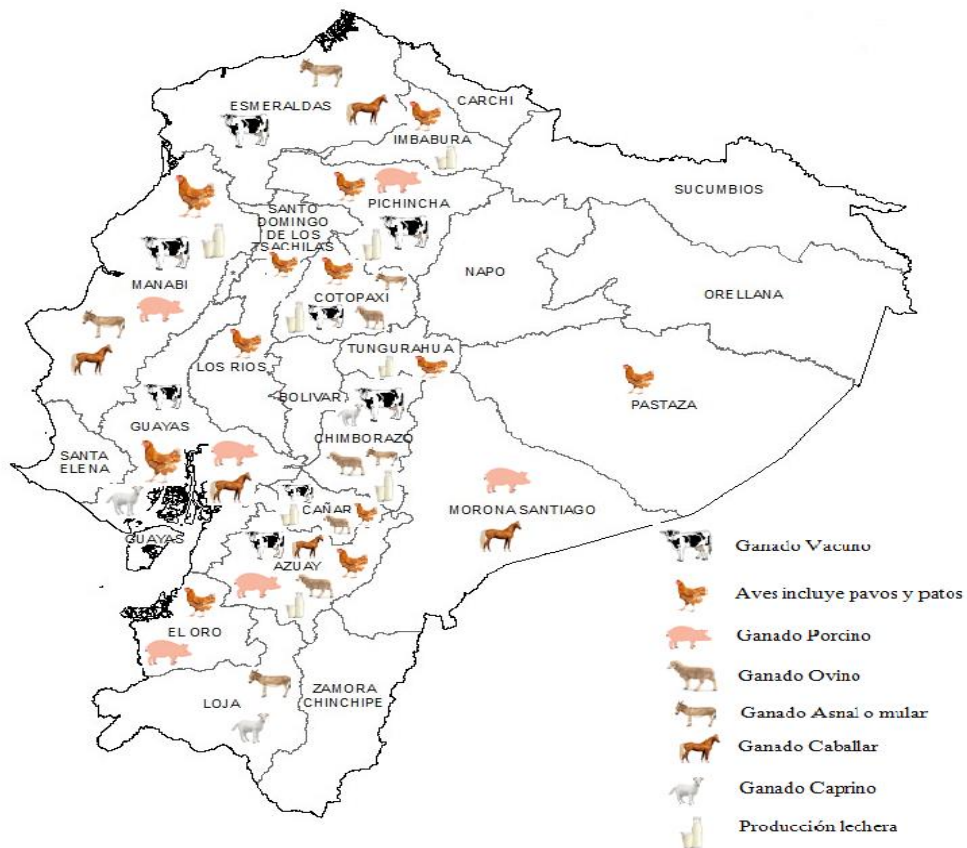 CARCHI
ESMERALDAS
IMBABURA
SUCUMBIOS
PICHINCHA
SANTO
DOMINGO
DE LOS
TSACHILAS
NAPO
MANABI
COTOPAXI
ORELLANA
TUNGURAHUA
LOS RIOS
BOLIVAR
PASTAZA
GUAYAS
CHIMBORAZO
SANTA
ELENA
MORONA SANTIAGO
CAÑAR
GUAYAS
AZUAY
EL ORO
ZAMORA
CHINCHIPE
LOJA
Ganado Vacuno
Aves incluye pavos y patos
Ganado Porcino
Ganado Ovino
Ganado Asnal o mular
Ganado Caballar
Ganado Caprino
Producción lechera